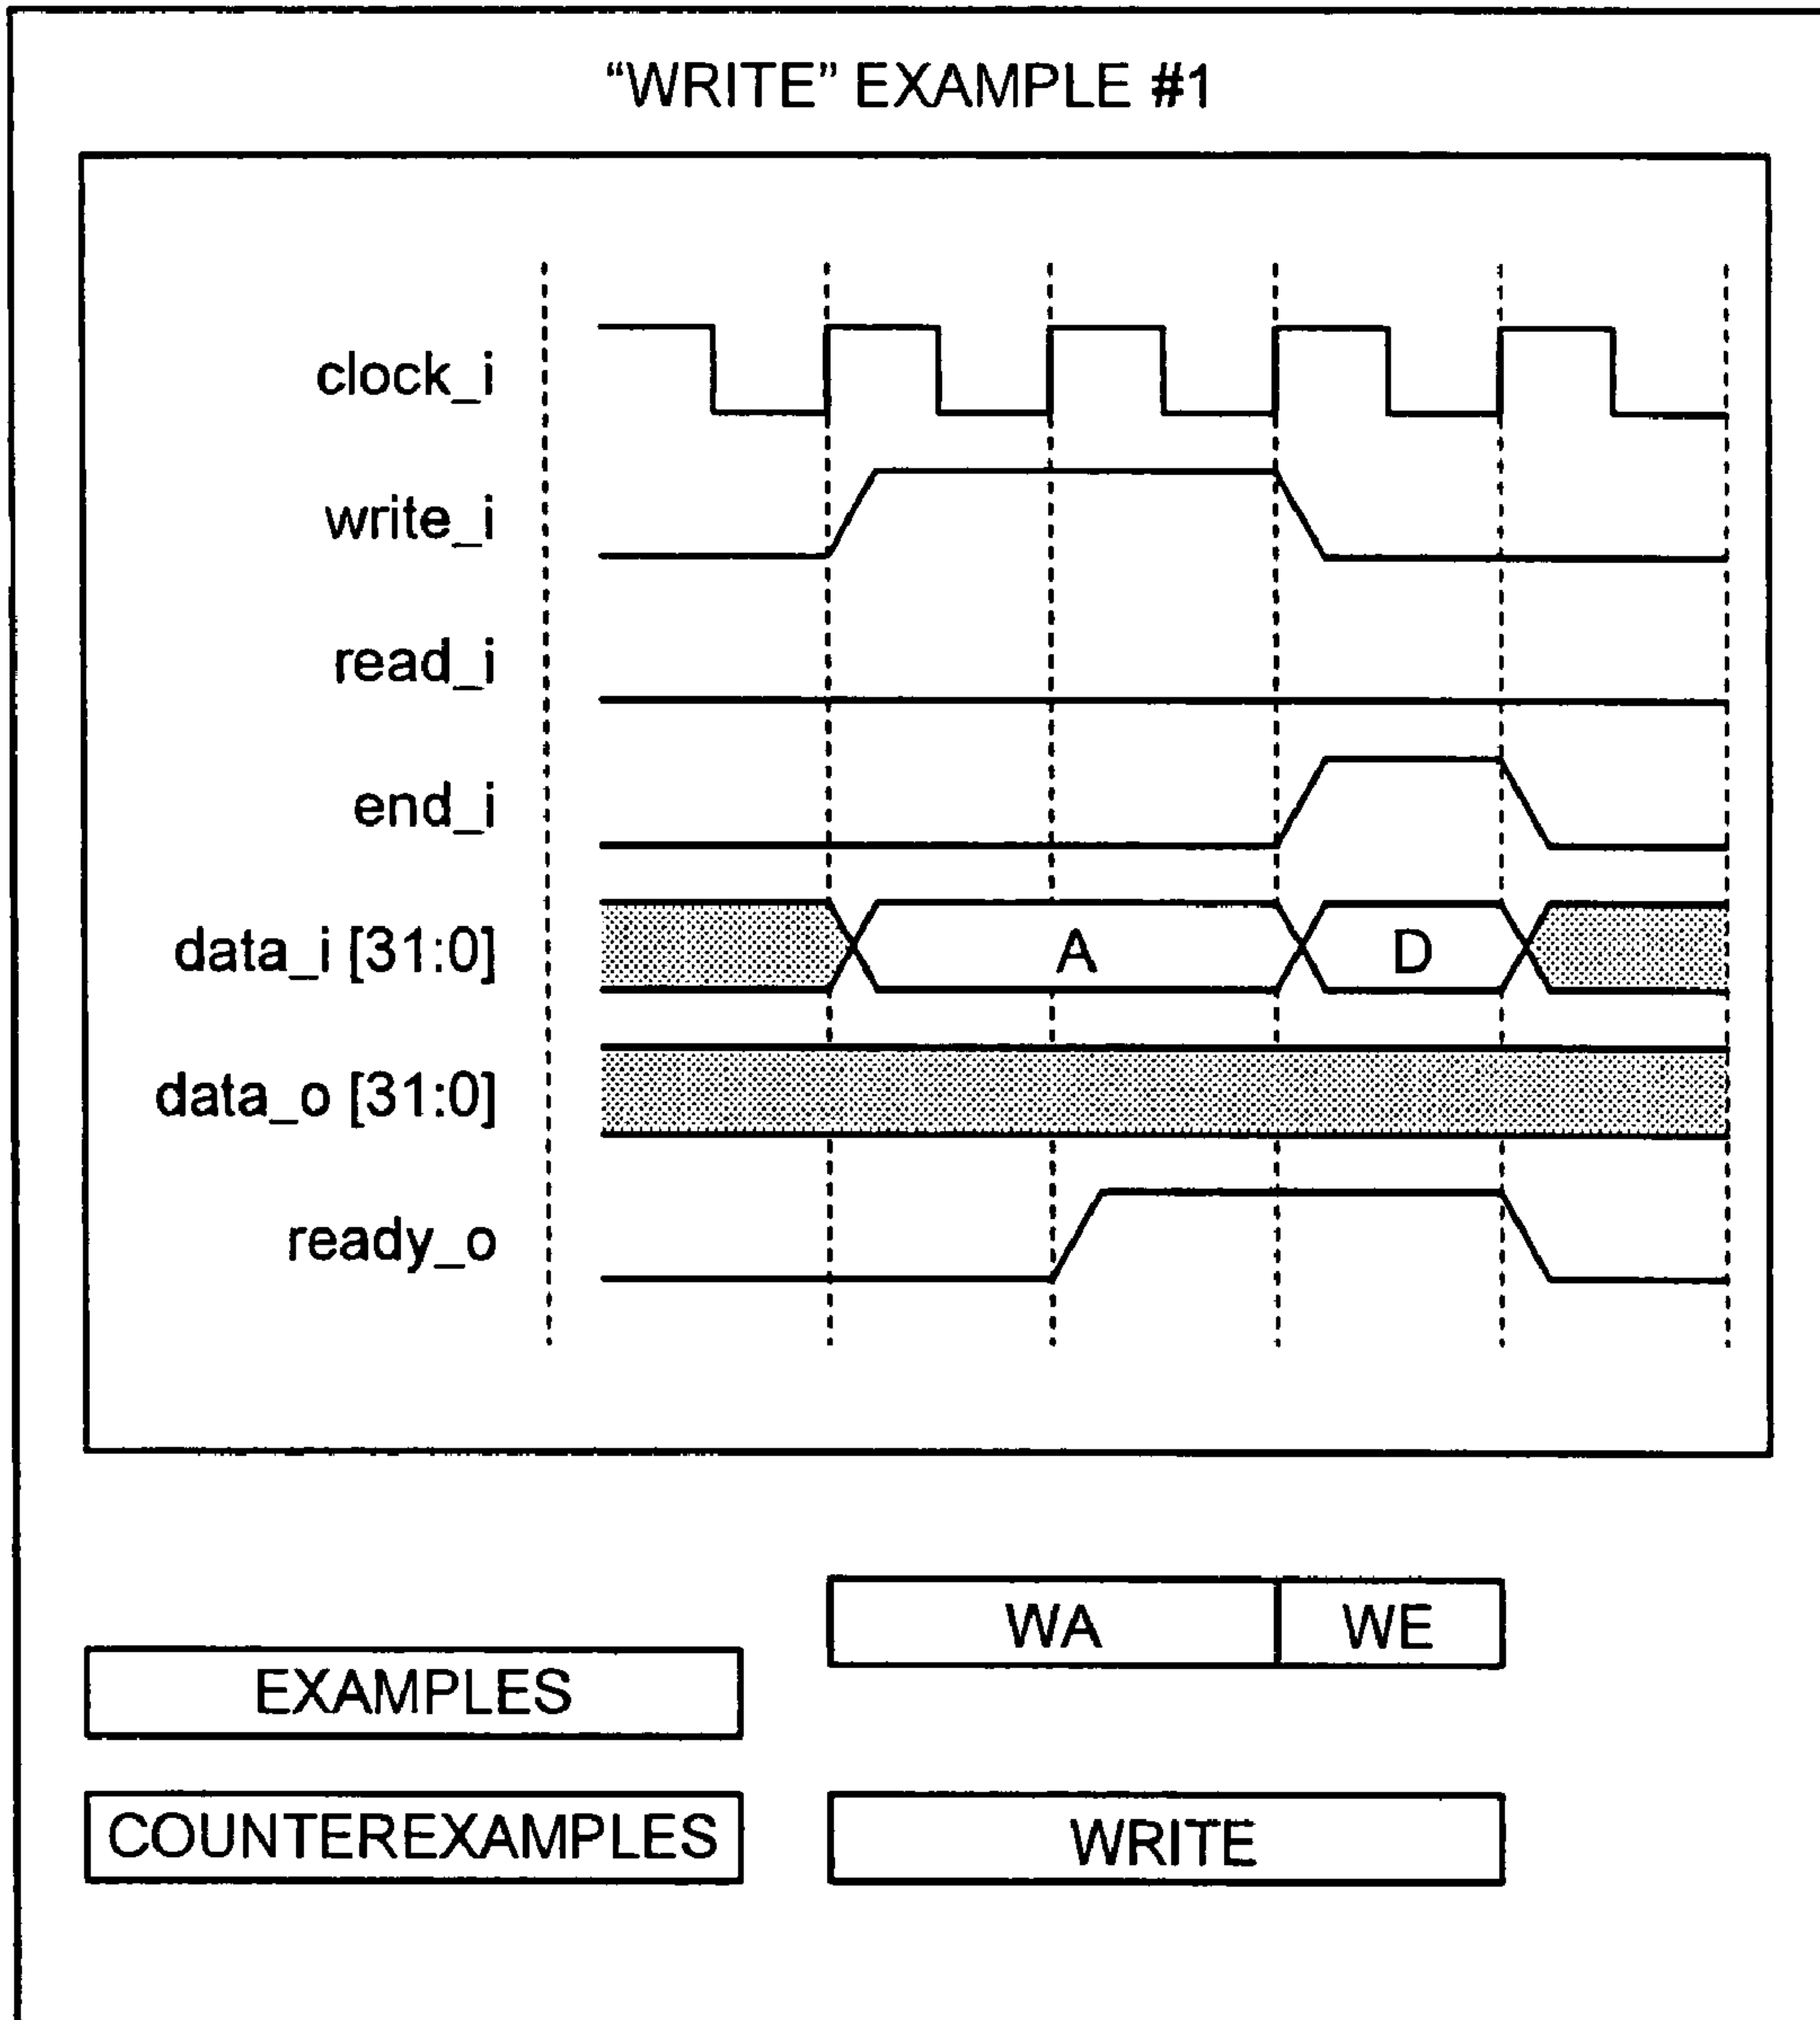 “WRITE” EXAMPLE #1
clock_i
write_i
read_i
end_i
data_i [31:0]
A
D
data_o [31:0]
ready_o
WA
WE
EXAMPLES
COUNTEREXAMPLES
WRITE